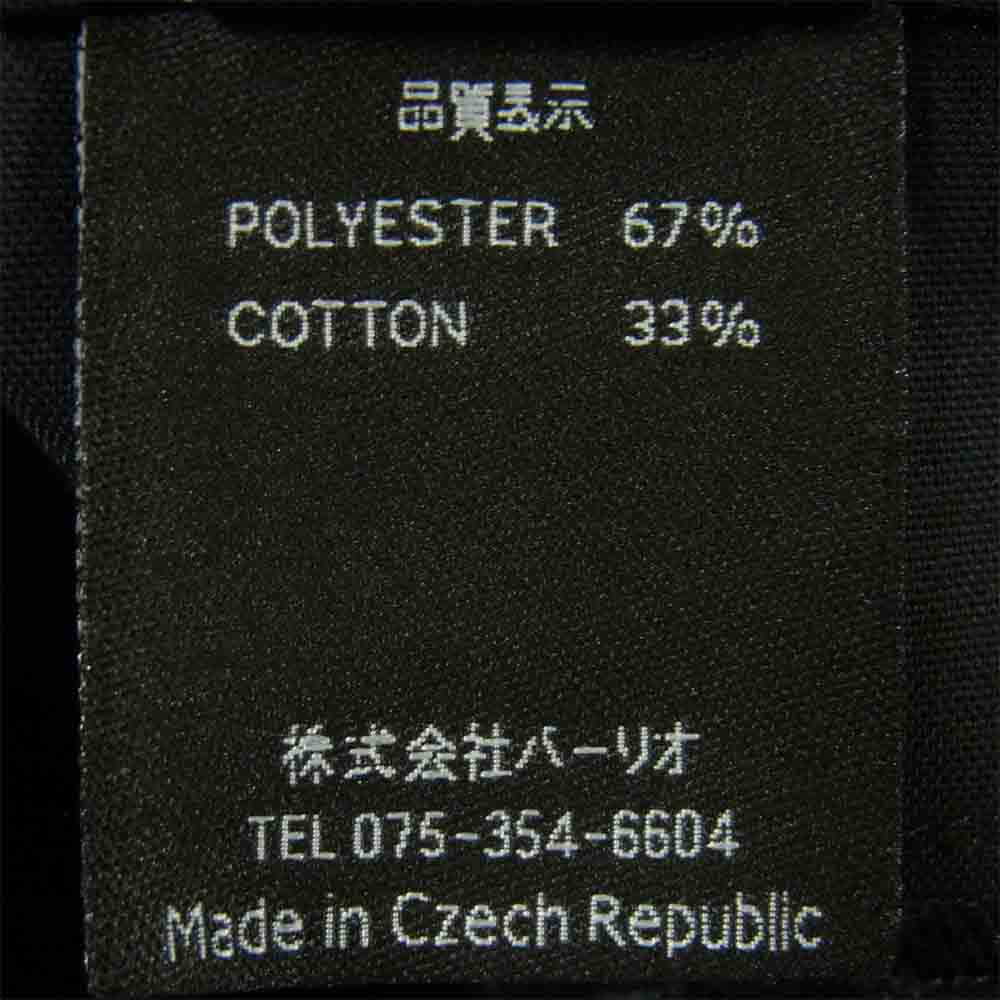 品質表示
POLYESTER 67%
COTTON 33%
株式会社バーリオ
TEL 075-354-6604
Made in Czech Republic